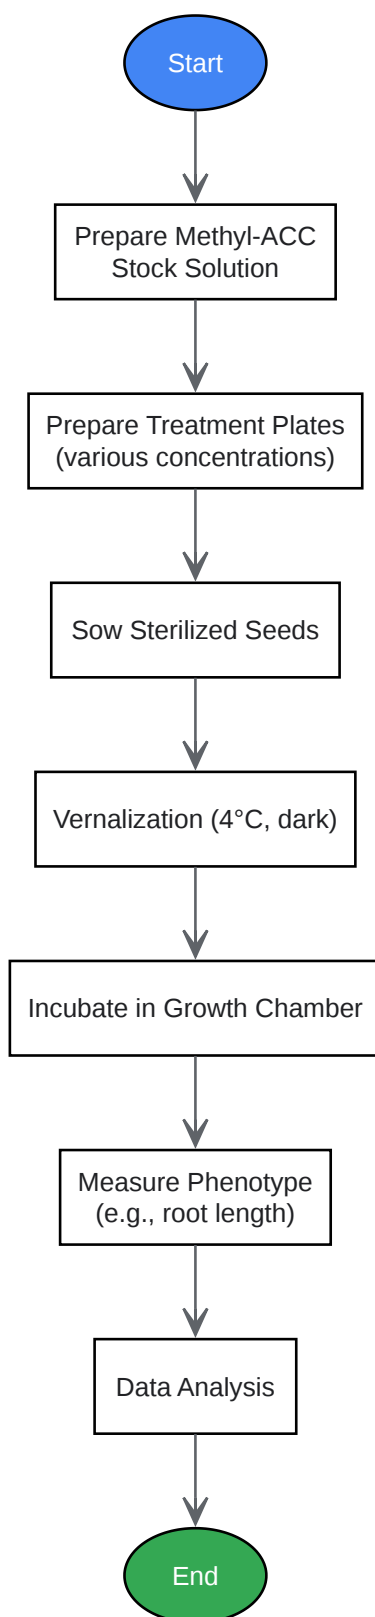 Start
Prepare Methyl-ACC
Stock Solution
Prepare Treatment Plates
(various concentrations)
Sow Sterilized Seeds
Vernalization (4°C, dark)
Incubate in Growth Chamber
Measure Phenotype
(e.g., root length)
Data Analysis
End